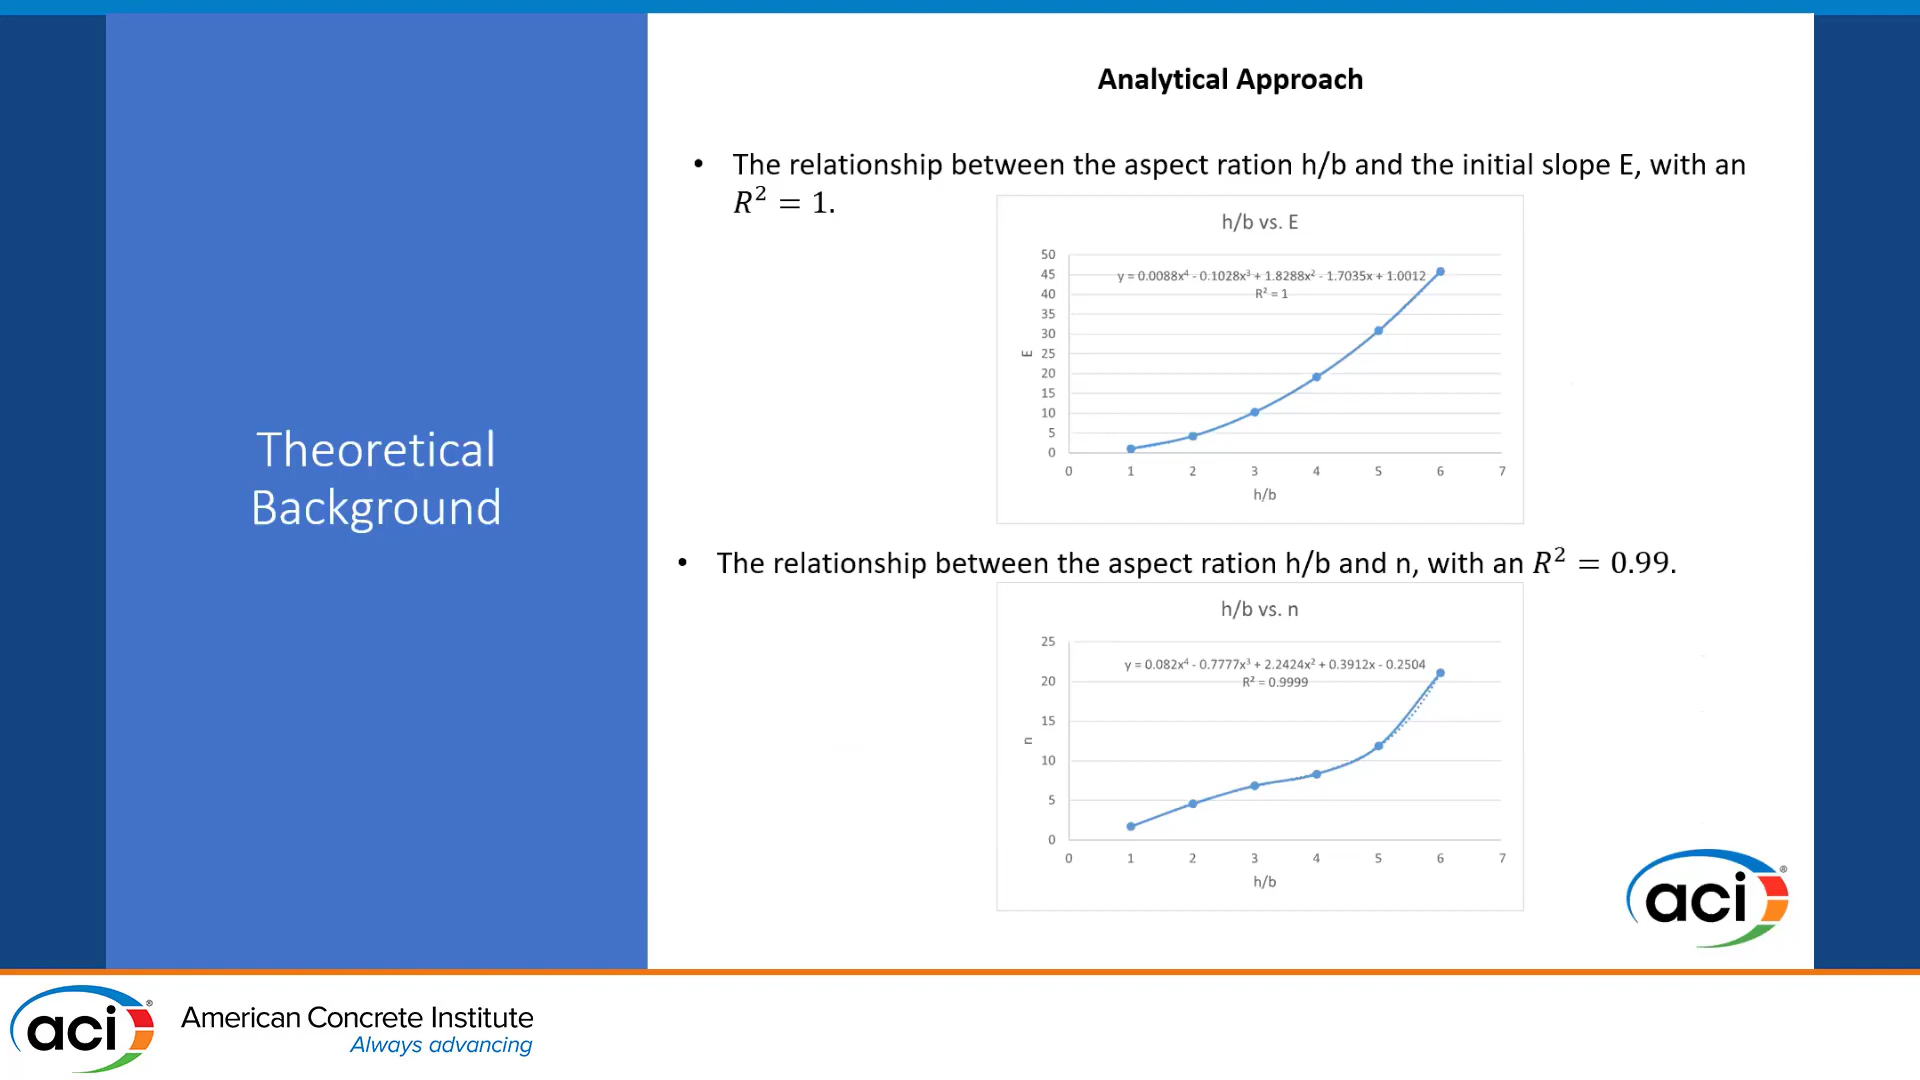 Analytical Approach
Theoretical
Background
• The relationship between the aspect ration h/b and the initial slope E, with an
R² = 1.
h/b vs. E
y = 0.0088x⁴ - 0.1028x³ + 1.8288x² - 1.7035x + 1.0012
R² = 1
50
45
40
35
30
25
20
15
10
5
0
E
0 1 2 3 4 5 6 7
h/b
• The relationship between the aspect ration h/b and n, with an R² = 0.99.
h/b vs. n
y = 0.082x⁴ - 0.7777x³ + 2.2424x² + 0.3912x - 0.2504
R² = 0.9999
25
20
15
10
5
0
n
0 1 2 3 4 5 6 7
h/b
aci®
aci®
American Concrete Institute
Always advancing